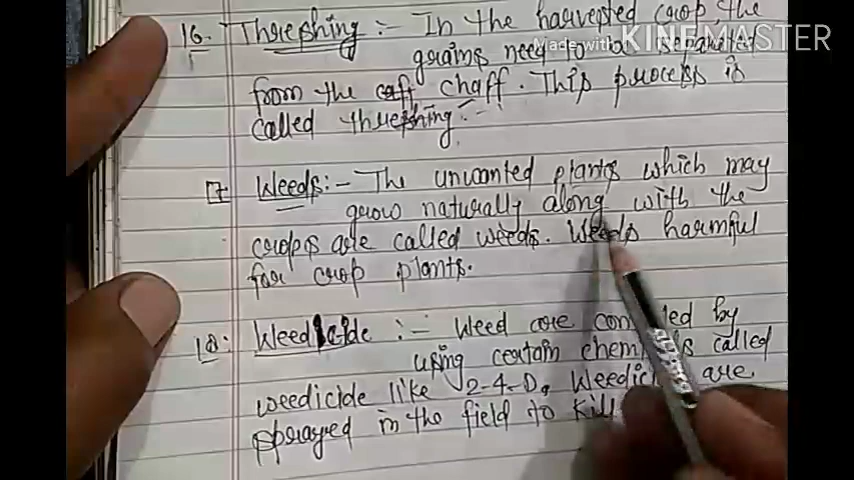 16. Threshing :- In the harvested crop, the
grains need to be separated
Made with KINEMASTER
from the chaff. This process is
called threshing :-
17 Weeds:- The unwanted plants which may
grow naturally along with the
crops are called weeds. Weeds harmful
for crop plants.
18: Weedicide :- Weed are by
using certain called
weedicide like 2-4-D. are
sprayed in the field to kill